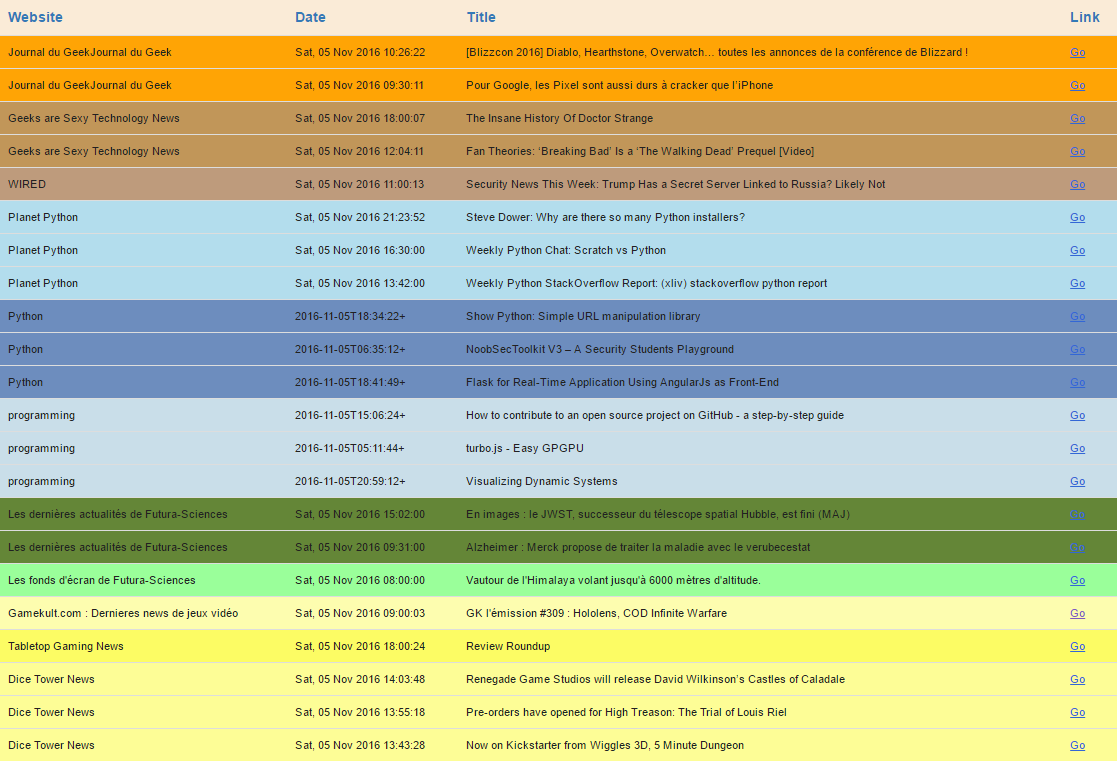 Website Date Title Link
Journal du GeekJournal du Geek Sat, 05 Nov 2016 10:26:22 [Blizzcon 2016] Diablo, Hearthstone, Overwatch… toutes les annonces de la conférence de Blizzard ! Go
Journal du GeekJournal du Geek Sat, 05 Nov 2016 09:30:11 Pour Google, les Pixel sont aussi durs à cracker que l’iPhone Go
Geeks are Sexy Technology News Sat, 05 Nov 2016 18:00:07 The Insane History Of Doctor Strange Go
Geeks are Sexy Technology News Sat, 05 Nov 2016 12:04:11 Fan Theories: ‘Breaking Bad’ Is a ‘The Walking Dead’ Prequel [Video] Go
WIRED Sat, 05 Nov 2016 11:00:13 Security News This Week: Trump Has a Secret Server Linked to Russia? Likely Not Go
Planet Python Sat, 05 Nov 2016 21:23:52 Steve Dower: Why are there so many Python installers? Go
Planet Python Sat, 05 Nov 2016 16:30:00 Weekly Python Chat: Scratch vs Python Go
Planet Python Sat, 05 Nov 2016 13:42:00 Weekly Python StackOverflow Report: (xliv) stackoverflow python report Go
Python 2016-11-05T18:34:22+ Show Python: Simple URL manipulation library Go
Python 2016-11-05T06:35:12+ NoobSecToolkit V3 – A Security Students Playground Go
Python 2016-11-05T18:41:49+ Flask for Real-Time Application Using AngularJs as Front-End Go
programming 2016-11-05T15:06:24+ How to contribute to an open source project on GitHub - a step-by-step guide Go
programming 2016-11-05T05:11:44+ turbo.js - Easy GPGPU Go
programming 2016-11-05T20:59:12+ Visualizing Dynamic Systems Go
Les dernières actualités de Futura-Sciences Sat, 05 Nov 2016 15:02:00 En images : le JWST, successeur du télescope spatial Hubble, est fini (MAJ) Go
Les dernières actualités de Futura-Sciences Sat, 05 Nov 2016 09:31:00 Alzheimer : Merck propose de traiter la maladie avec le verubecestat Go
Les fonds d'écran de Futura-Sciences Sat, 05 Nov 2016 08:00:00 Vautour de l'Himalaya volant jusqu'à 6000 mètres d'altitude. Go
Gamekult.com : Dernieres news de jeux vidéo Sat, 05 Nov 2016 09:00:03 GK l'émission #309 : Hololens, COD Infinite Warfare Go
Tabletop Gaming News Sat, 05 Nov 2016 18:00:24 Review Roundup Go
Dice Tower News Sat, 05 Nov 2016 14:03:48 Renegade Game Studios will release David Wilkinson’s Castles of Caladale Go
Dice Tower News Sat, 05 Nov 2016 13:55:18 Pre-orders have opened for High Treason: The Trial of Louis Riel Go
Dice Tower News Sat, 05 Nov 2016 13:43:28 Now on Kickstarter from Wiggles 3D, 5 Minute Dungeon Go